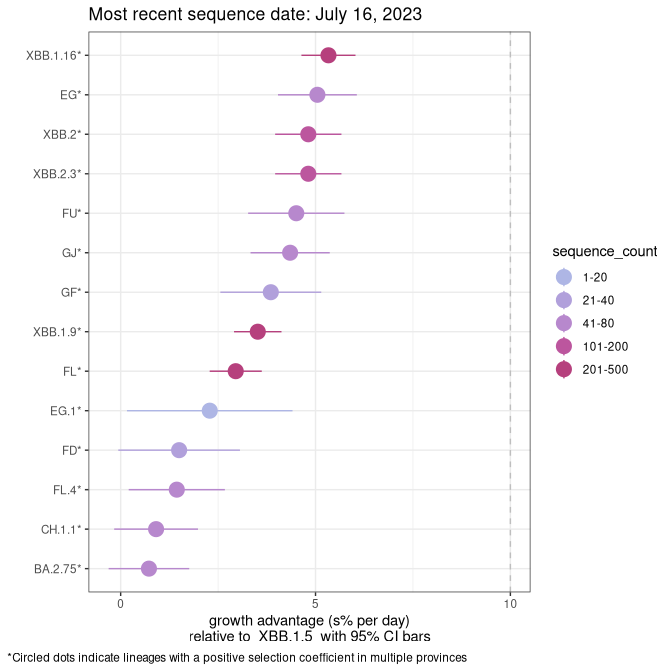 Most recent sequence date: July 16, 2023
XBB.1.16*
EG*
XBB.2*
XBB.2.3*
FU*
GJ*
GF*
XBB.1.9*
FL*
EG.1*
FD*
FL.4*
CH.1.1*
BA.2.75*
0 5 10
growth advantage (s% per day)
relative to XBB.1.5 with 95% CI bars
sequence_count
1-20
21-40
41-80
101-200
201-500
*Circled dots indicate lineages with a positive selection coefficient in multiple provinces